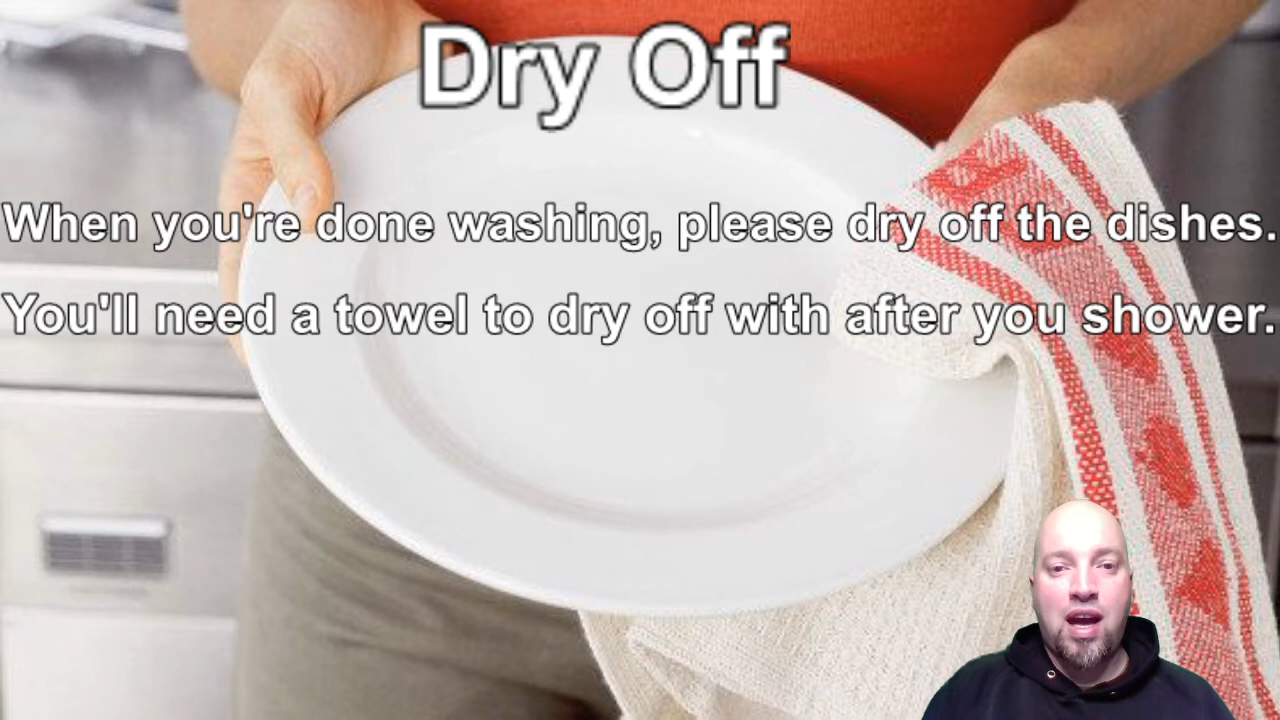 Dry Off
When you're done washing, please dry off the dishes.
You'll need a towel to dry off with after you shower.